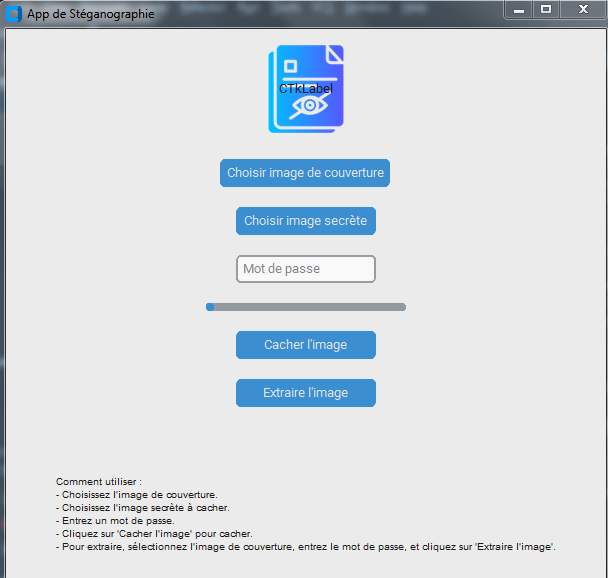 App de Stéganographie
CTkLabel
Choisir image de couverture
Choisir image secrète
Mot de passe
Cacher l'image
Extraire l'image
Comment utiliser :
- Choisissez l'image de couverture.
- Choisissez l'image secrète à cacher.
- Entrez un mot de passe.
- Cliquez sur 'Cacher l'image' pour cacher.
- Pour extraire, sélectionnez l'image de couverture, entrez le mot de passe, et cliquez sur 'Extraire l'image'.